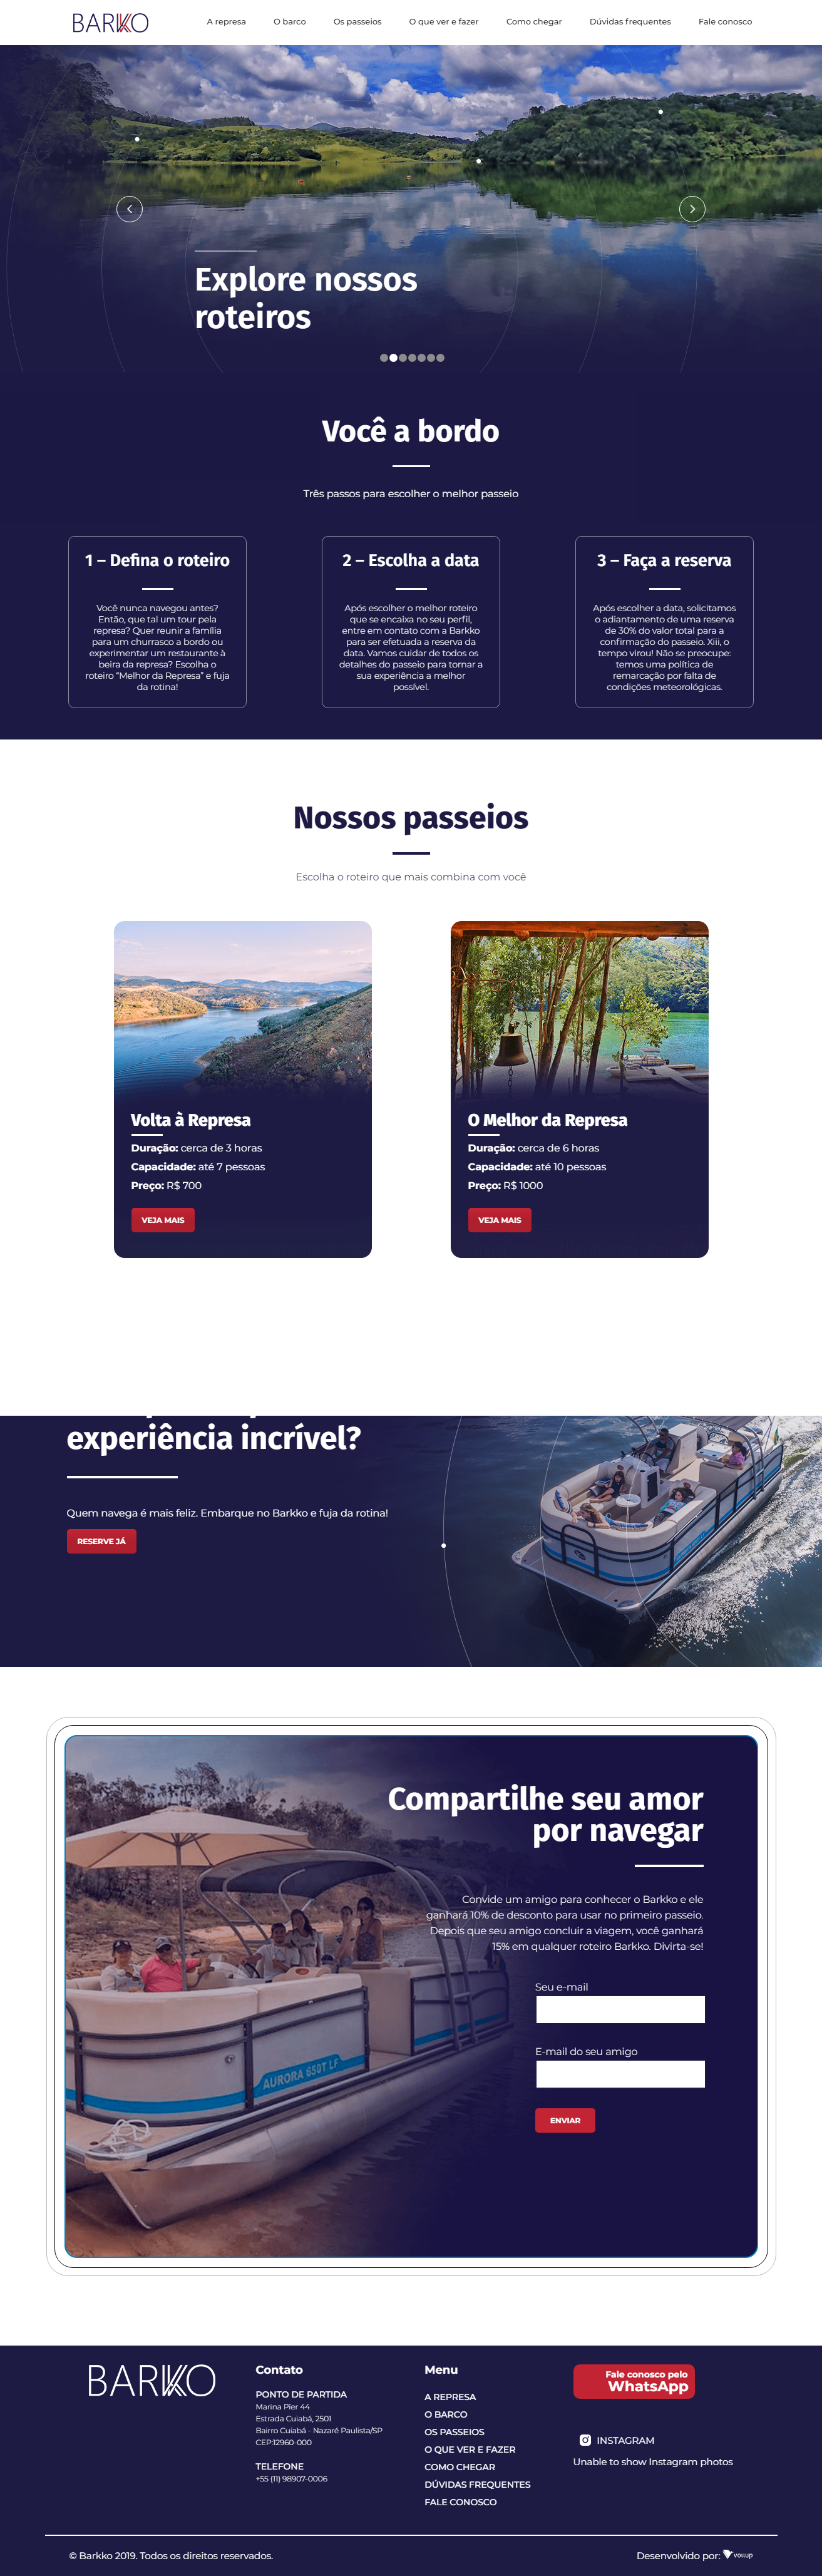 BARKKO
A represa
O barco
Os passeios
O que ver e fazer
Como chegar
Dúvidas frequentes
Fale conosco
Explore nossos
roteiros
Você a bordo
Três passos para escolher o melhor passeio
1 – Defina o roteiro
Você nunca navegou antes?
Então, que tal um tour pela
represa? Quer reunir a família
para um churrasco a bordo ou
experimentar um restaurante à
beira da represa? Escolha o
roteiro “Melhor da Represa” e fuja
da rotina!
2 – Escolha a data
Após escolher o melhor roteiro
que se encaixa no seu perfil,
entre em contato com a Barkko
para ser efetuada a reserva da
data. Vamos cuidar de todos os
detalhes do passeio para tornar a
sua experiência a melhor
possível.
3 – Faça a reserva
Após escolher a data, solicitamos
o adiantamento de uma reserva
de 30% do valor total para a
confirmação do passeio. Xiii, o
tempo virou! Não se preocupe:
temos uma política de
remarcação por falta de
condições meteorológicas.
Nossos passeios
Escolha o roteiro que mais combina com você
Volta à Represa
Duração: cerca de 3 horas
Capacidade: até 7 pessoas
Preço: R$ 700
VEJA MAIS
O Melhor da Represa
Duração: cerca de 6 horas
Capacidade: até 10 pessoas
Preço: R$ 1000
VEJA MAIS
experiência incrível?
Quem navega é mais feliz. Embarque no Barkko e fuja da rotina!
RESERVE JÁ
Compartilhe seu amor
por navegar
Convide um amigo para conhecer o Barkko e ele
ganhará 10% de desconto para usar no primeiro passeio.
Depois que seu amigo concluir a viagem, você ganhará
15% em qualquer roteiro Barkko. Divirta-se!
Seu e-mail
E-mail do seu amigo
ENVIAR
AURORA 650T LF
BARKKO
Contato
PONTO DE PARTIDA
Marina Píer 44
Estrada Cuiabá, 2501
Bairro Cuiabá - Nazaré Paulista/SP
CEP:12960-000
TELEFONE
+55 (11) 98907-0006
Menu
A REPRESA
O BARCO
OS PASSEIOS
O QUE VER E FAZER
COMO CHEGAR
DÚVIDAS FREQUENTES
FALE CONOSCO
Fale conosco pelo
WhatsApp
INSTAGRAM
Unable to show Instagram photos
© Barkko 2019. Todos os direitos reservados.
Desenvolvido por: